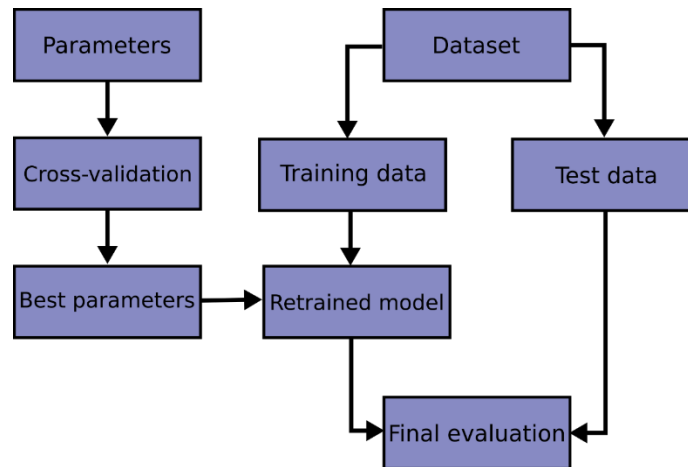 Parameters
Dataset
Cross-validation
Training data
Test data
Best parameters
Retrained model
Final evaluation